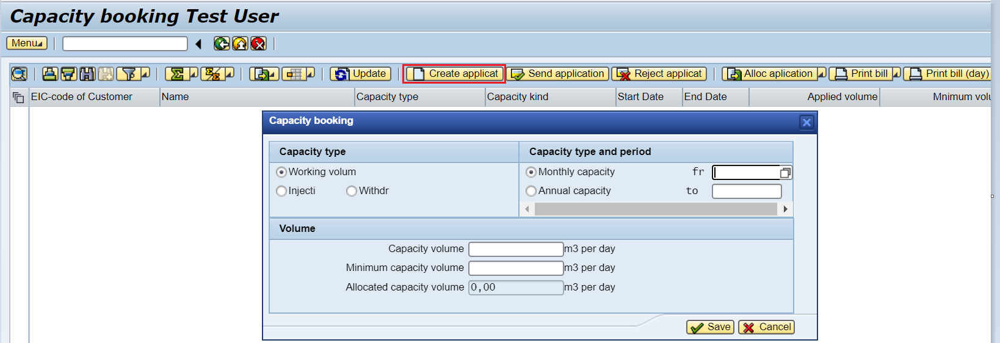 Capacity booking Test User
Menu
Update Create applicat Send application Reject applicat Alloc aplication Print bill Print bill (day)
EIC-code of Customer Name Capacity type Capacity kind Start Date End Date Applied volume Mnimum volu
Capacity booking
Capacity type Capacity type and period
Working volum Monthly capacity fr
Injecti Withdr Annual capacity to
Volume
Capacity volume m3 per day
Minimum capacity volume m3 per day
Allocated capacity volume 0,00 m3 per day
Save Cancel